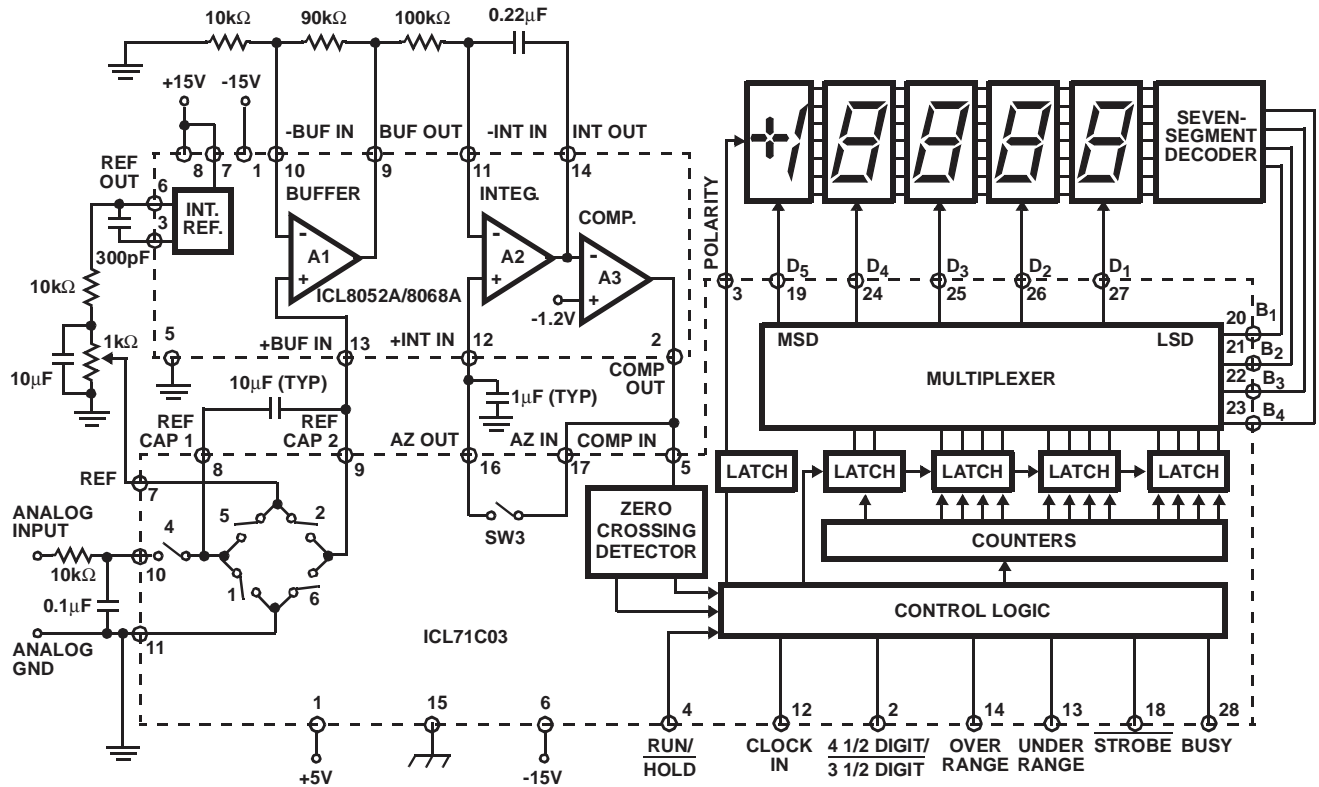 10kΩ
90kΩ
100kΩ
0.22μF
+15V
-15V
-BUF IN
BUF OUT
-INT IN
INT OUT
REF
OUT
8
7
1
10
9
11
14
6
3
INT.
REF.
300pF
BUFFER
A1
-
+
INTEG.
A2
-
+
COMP.
A3
-
+
-1.2V
ICL8052A/8068A
10kΩ
1kΩ
10μF
5
+BUF IN
13
+INT IN
12
2
COMP
OUT
10μF (TYP)
1μF (TYP)
REF
CAP 1
REF
CAP 2
AZ OUT
AZ IN
COMP IN
8
9
16
17
5
REF
7
ANALOG
INPUT
10kΩ
10
4
5
2
1
6
0.1μF
11
ANALOG
GND
SW3
ZERO
CROSSING
DETECTOR
ICL71C03
1
+5V
15
6
-15V
+1
8
8
8
8
SEVEN-
SEGMENT
DECODER
POLARITY
3
D5
19
D4
24
D3
25
D2
26
D1
27
MSD
LSD
MULTIPLEXER
20
B1
21
B2
22
B3
23
B4
LATCH
LATCH
LATCH
LATCH
LATCH
COUNTERS
CONTROL LOGIC
4
RUN/
HOLD
12
CLOCK
IN
2
4 1/2 DIGIT/
3 1/2 DIGIT
14
OVER
RANGE
13
UNDER
RANGE
18
STROBE
28
BUSY